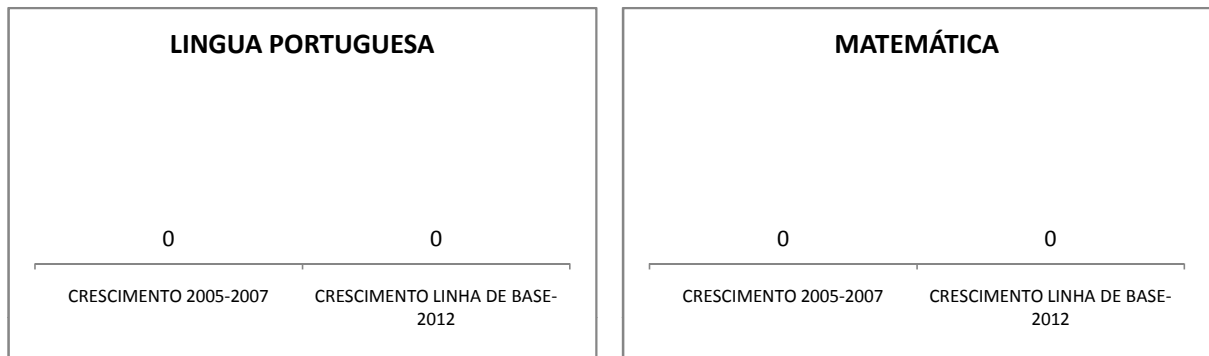 LINGUA PORTUGUESA
0
0
CRESCIMENTO 2005-2007
CRESCIMENTO LINHA DE BASE-
2012
MATEMÁTICA
0
0
CRESCIMENTO 2005-2007
CRESCIMENTO LINHA DE BASE-
2012